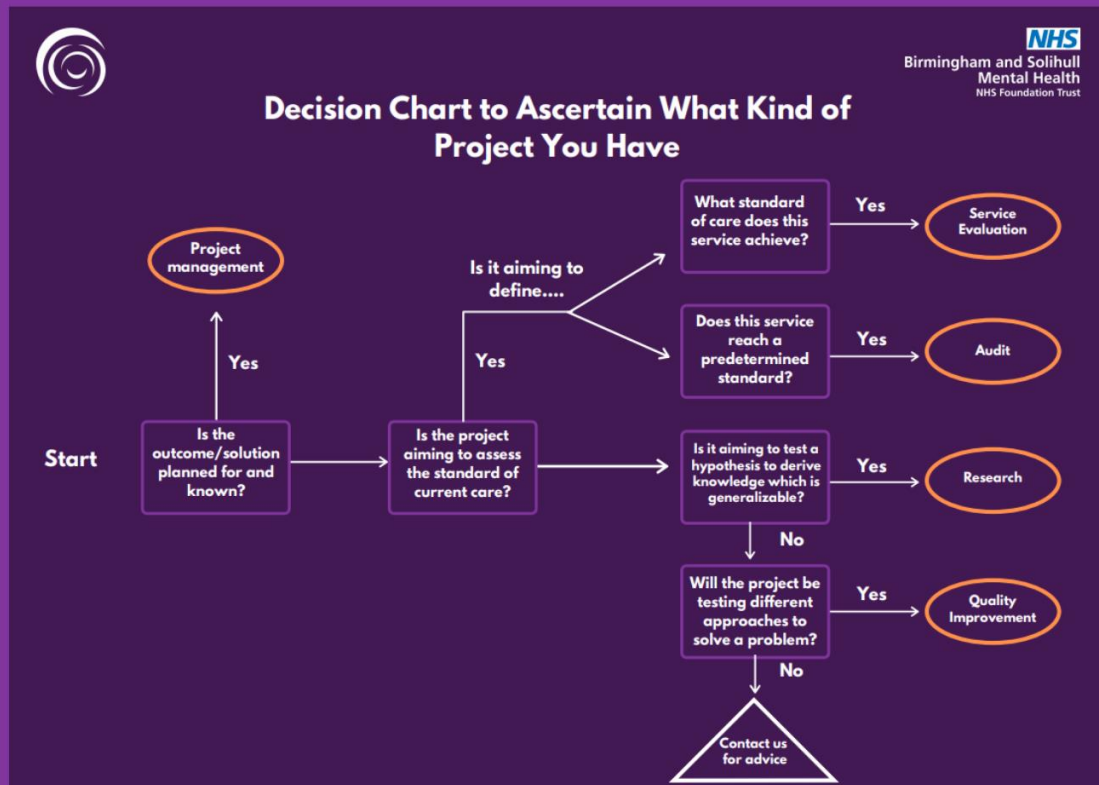 NHS
Birmingham and Solihull
Mental Health
NHS Foundation Trust
Decision Chart to Ascertain What Kind of
Project You Have
Project
management
Yes
Start
Is the
outcome/solution
planned for and
known?
Is the project
aiming to assess
the standard of
current care?
Yes
Is it aiming to
define....
What standard
of care does this
service achieve?
Yes
Service
Evaluation
Does this service
reach a
predetermined
standard?
Yes
Audit
Is it aiming to test a
hypothesis to derive
knowledge which is
generalizable?
Yes
Research
No
Will the project be
testing different
approaches to
solve a problem?
Yes
Quality
Improvement
No
Contact us
for advice